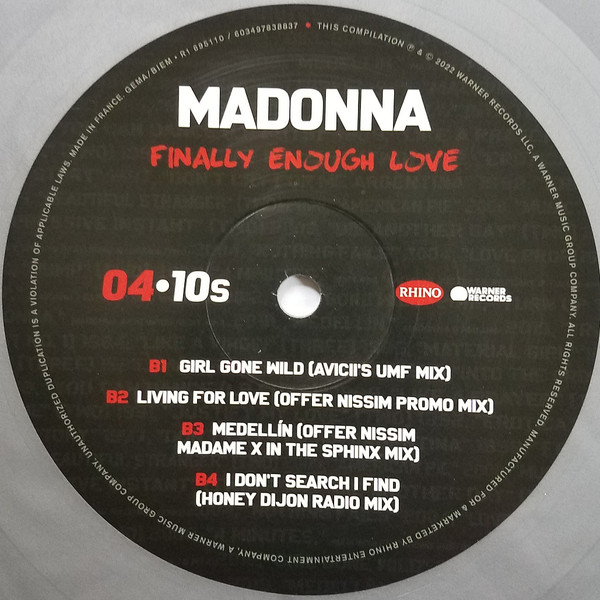 MADONNA
FINALLY ENOUGH LOVE
04•10s
RHINO
WARNER RECORDS
B1 GIRL GONE WILD (AVICII'S UMF MIX)
B2 LIVING FOR LOVE (OFFER NISSIM PROMO MIX)
B3 MEDELLÍN (OFFER NISSIM
MADAME X IN THE SPHINX MIX)
B4 I DON'T SEARCH I FIND
(HONEY DIJON RADIO MIX)
THIS COMPILATION ℗ & © 2022 WARNER RECORDS LLC, A WARNER MUSIC GROUP COMPANY. ALL RIGHTS RESERVED. MANUFACTURED FOR & MARKETED BY RHINO ENTERTAINMENT COMPANY, A WARNER MUSIC GROUP COMPANY. UNAUTHORIZED DUPLICATION IS A VIOLATION OF APPLICABLE LAWS. MADE IN FRANCE. GEMA/BIEM • R1 695110 / 603497838837 •